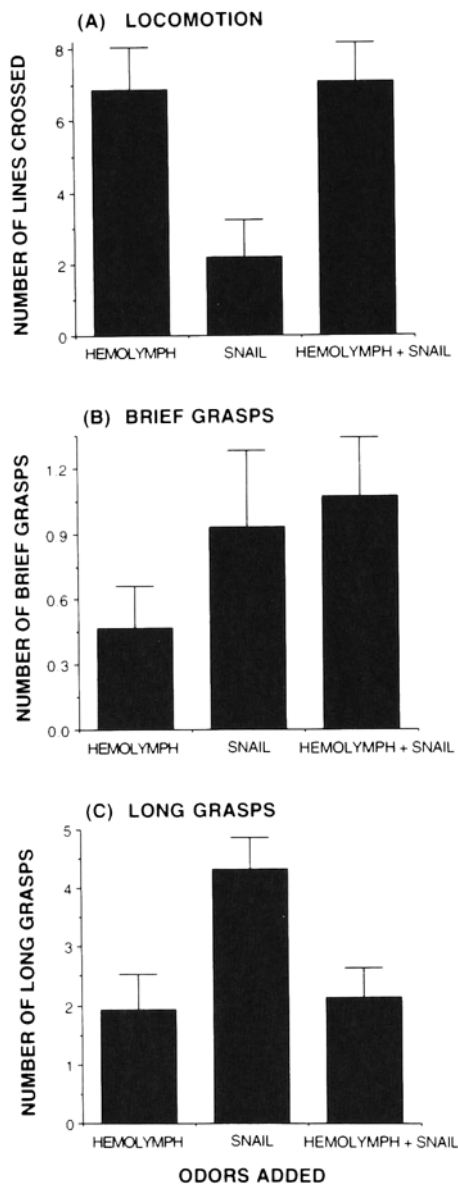 (A) LOCOMOTION
NUMBER OF LINES CROSSED
8
6
4
2
0
HEMOLYMPH SNAIL HEMOLYMPH + SNAIL
(B) BRIEF GRASPS
NUMBER OF BRIEF GRASPS
1.2
0.9
0.6
0.3
0.0
HEMOLYMPH SNAIL HEMOLYMPH + SNAIL
(C) LONG GRASPS
NUMBER OF LONG GRASPS
5
4
3
2
1
0
HEMOLYMPH SNAIL HEMOLYMPH + SNAIL
ODORS ADDED